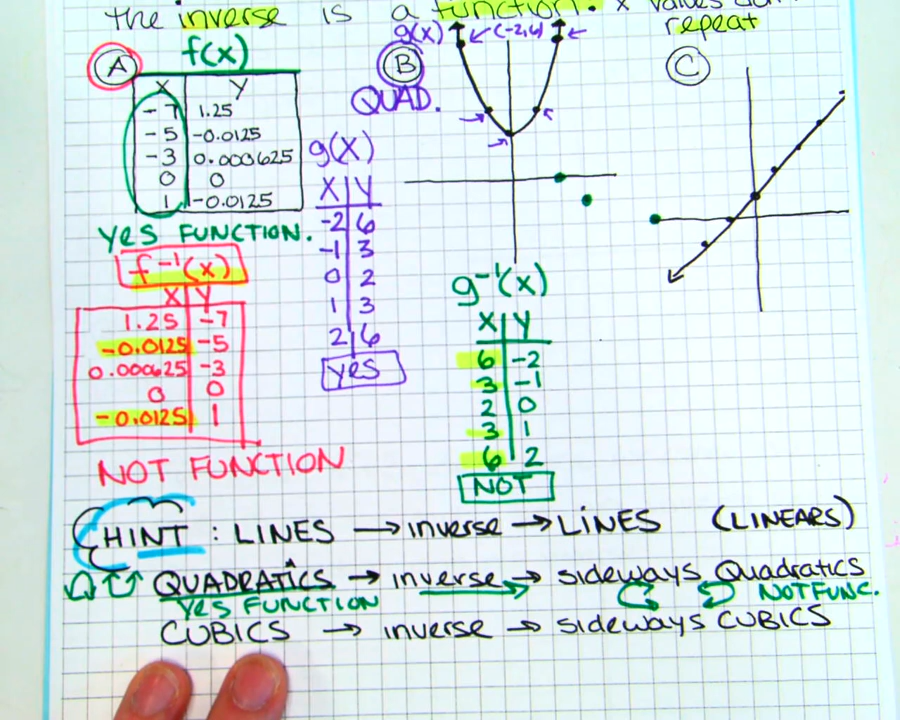 the inverse is a function. x values don't
repeat
A
f(x)
x y
-7 1.25
-5 -0.0125
-3 0.000625
0 0
1 -0.0125
YES FUNCTION.
f⁻¹(x)
X Y
1.25 -7
-0.0125 -5
0.000625 -3
0 0
-0.0125 1
NOT FUNCTION
B
QUAD.
g(x) (-2,6)
g(x)
X Y
-2 6
-1 3
0 2
1 3
2 6
yes
g⁻¹(x)
X Y
6 -2
3 -1
2 0
3 1
6 2
NOT
C
HINT : LINES → inverse → LINES (LINEARS)
QUADRATICS → inverse → sideways Quadratics
YES FUNCTION NOT FUNC.
CUBICS → inverse → sideways CUBICS